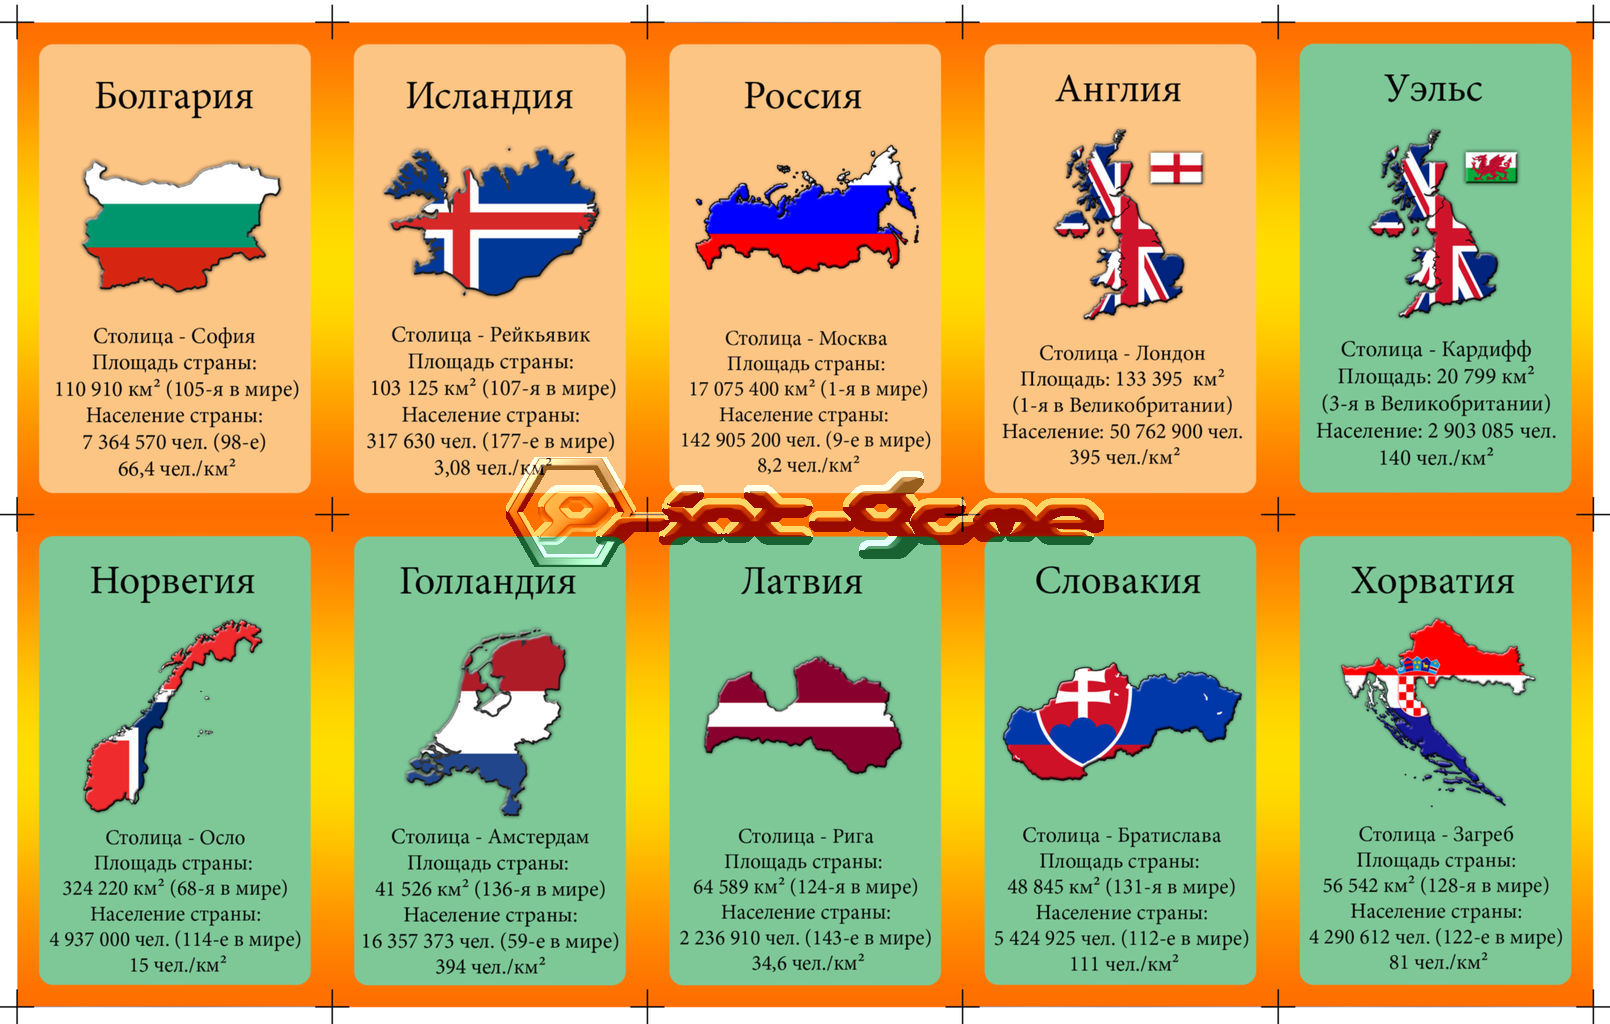 Болгария
Столица - София
Площадь страны:
110 910 км² (105-я в мире)
Население страны:
7 364 570 чел. (98-е)
66,4 чел./км²
Исландия
Столица - Рейкьявик
Площадь страны:
103 125 км² (107-я в мире)
Население страны:
317 630 чел. (177-е в мире)
3,08 чел./км²
Россия
Столица - Москва
Площадь страны:
17 075 400 км² (1-я в мире)
Население страны:
142 905 200 чел. (9-е в мире)
8,2 чел./км²
Англия
Столица - Лондон
Площадь: 133 395 км²
(1-я в Великобритании)
Население: 50 762 900 чел.
395 чел./км²
Уэльс
Столица - Кардифф
Площадь: 20 799 км²
(3-я в Великобритании)
Население: 2 903 085 чел.
140 чел./км²
Норвегия
Столица - Осло
Площадь страны:
324 220 км² (68-я в мире)
Население страны:
4 937 000 чел. (114-е в мире)
15 чел./км²
Голландия
Столица - Амстердам
Площадь страны:
41 526 км² (136-я в мире)
Население страны:
16 357 373 чел. (59-е в мире)
394 чел./км²
Латвия
Столица - Рига
Площадь страны:
64 589 км² (124-я в мире)
Население страны:
2 236 910 чел. (143-е в мире)
34,6 чел./км²
Словакия
Столица - Братислава
Площадь страны:
48 845 км² (131-я в мире)
Население страны:
5 424 925 чел. (112-е в мире)
111 чел./км²
Хорватия
Столица - Загреб
Площадь страны:
56 542 км² (128-я в мире)
Население страны:
4 290 612 чел. (122-е в мире)
81 чел./км²